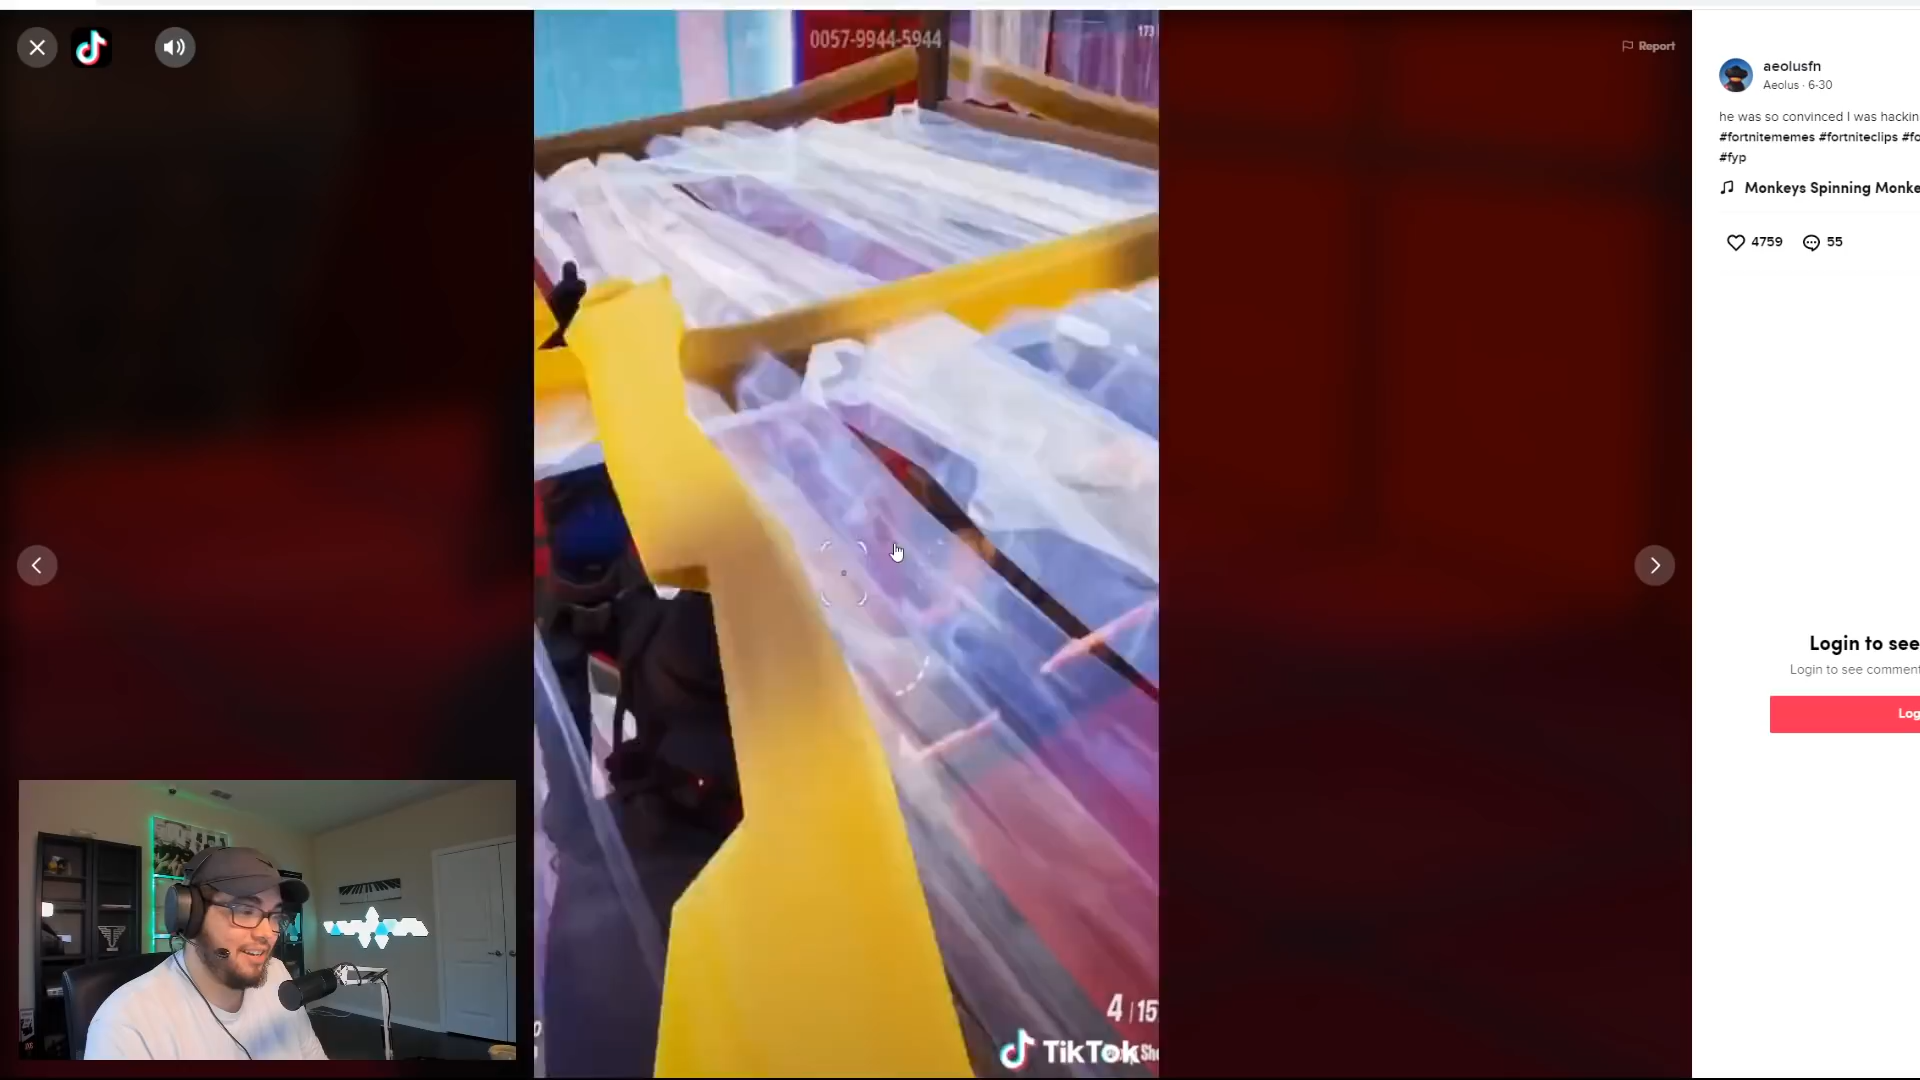 0057-9944-5944
173
Report
aeolusfn
Aeolus · 6-30
he was so convinced I was hackin
#fortnitememes #fortniteclips #fo
#fyp
Monkeys Spinning Monke
4759
55
Login to see
Login to see comment
Log
4 / 15
TikTok